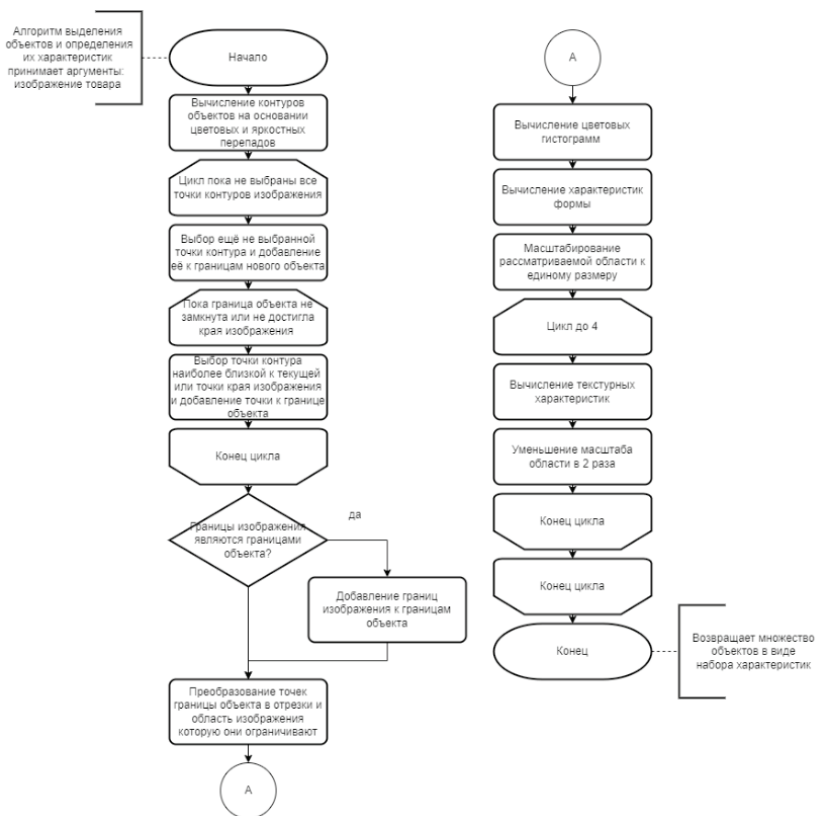 Алгоритм выделения
объектов и определения
их характеристик
принимает аргументы:
изображение товара
Начало
Вычисление контуров
объектов на основании
цветовых и яркостных
перепадов
Цикл пока не выбраны все
точки контуров изображения
Выбор ещё не выбранной
точки контура и добавление
её к границам нового объекта
Пока граница объекта не
замкнута или не достигла
края изображения
Выбор точки контура
наиболее близкой к текущей
или точки края изображения
и добавление точки к границе
объекта
Конец цикла
Границы изображения
являются границами
объекта?
да
Добавление границ
изображения к границам
объекта
Преобразование точек
границы объекта в отрезки и
область изображения
которую они ограничивают
А
А
Вычисление цветовых
гистограмм
Вычисление характеристик
формы
Масштабирование
рассматриваемой области к
единому размеру
Цикл до 4
Вычисление текстурных
характеристик
Уменьшение масштаба
области в 2 раза
Конец цикла
Конец цикла
Конец
Возвращает множество
объектов в виде
набора характеристик